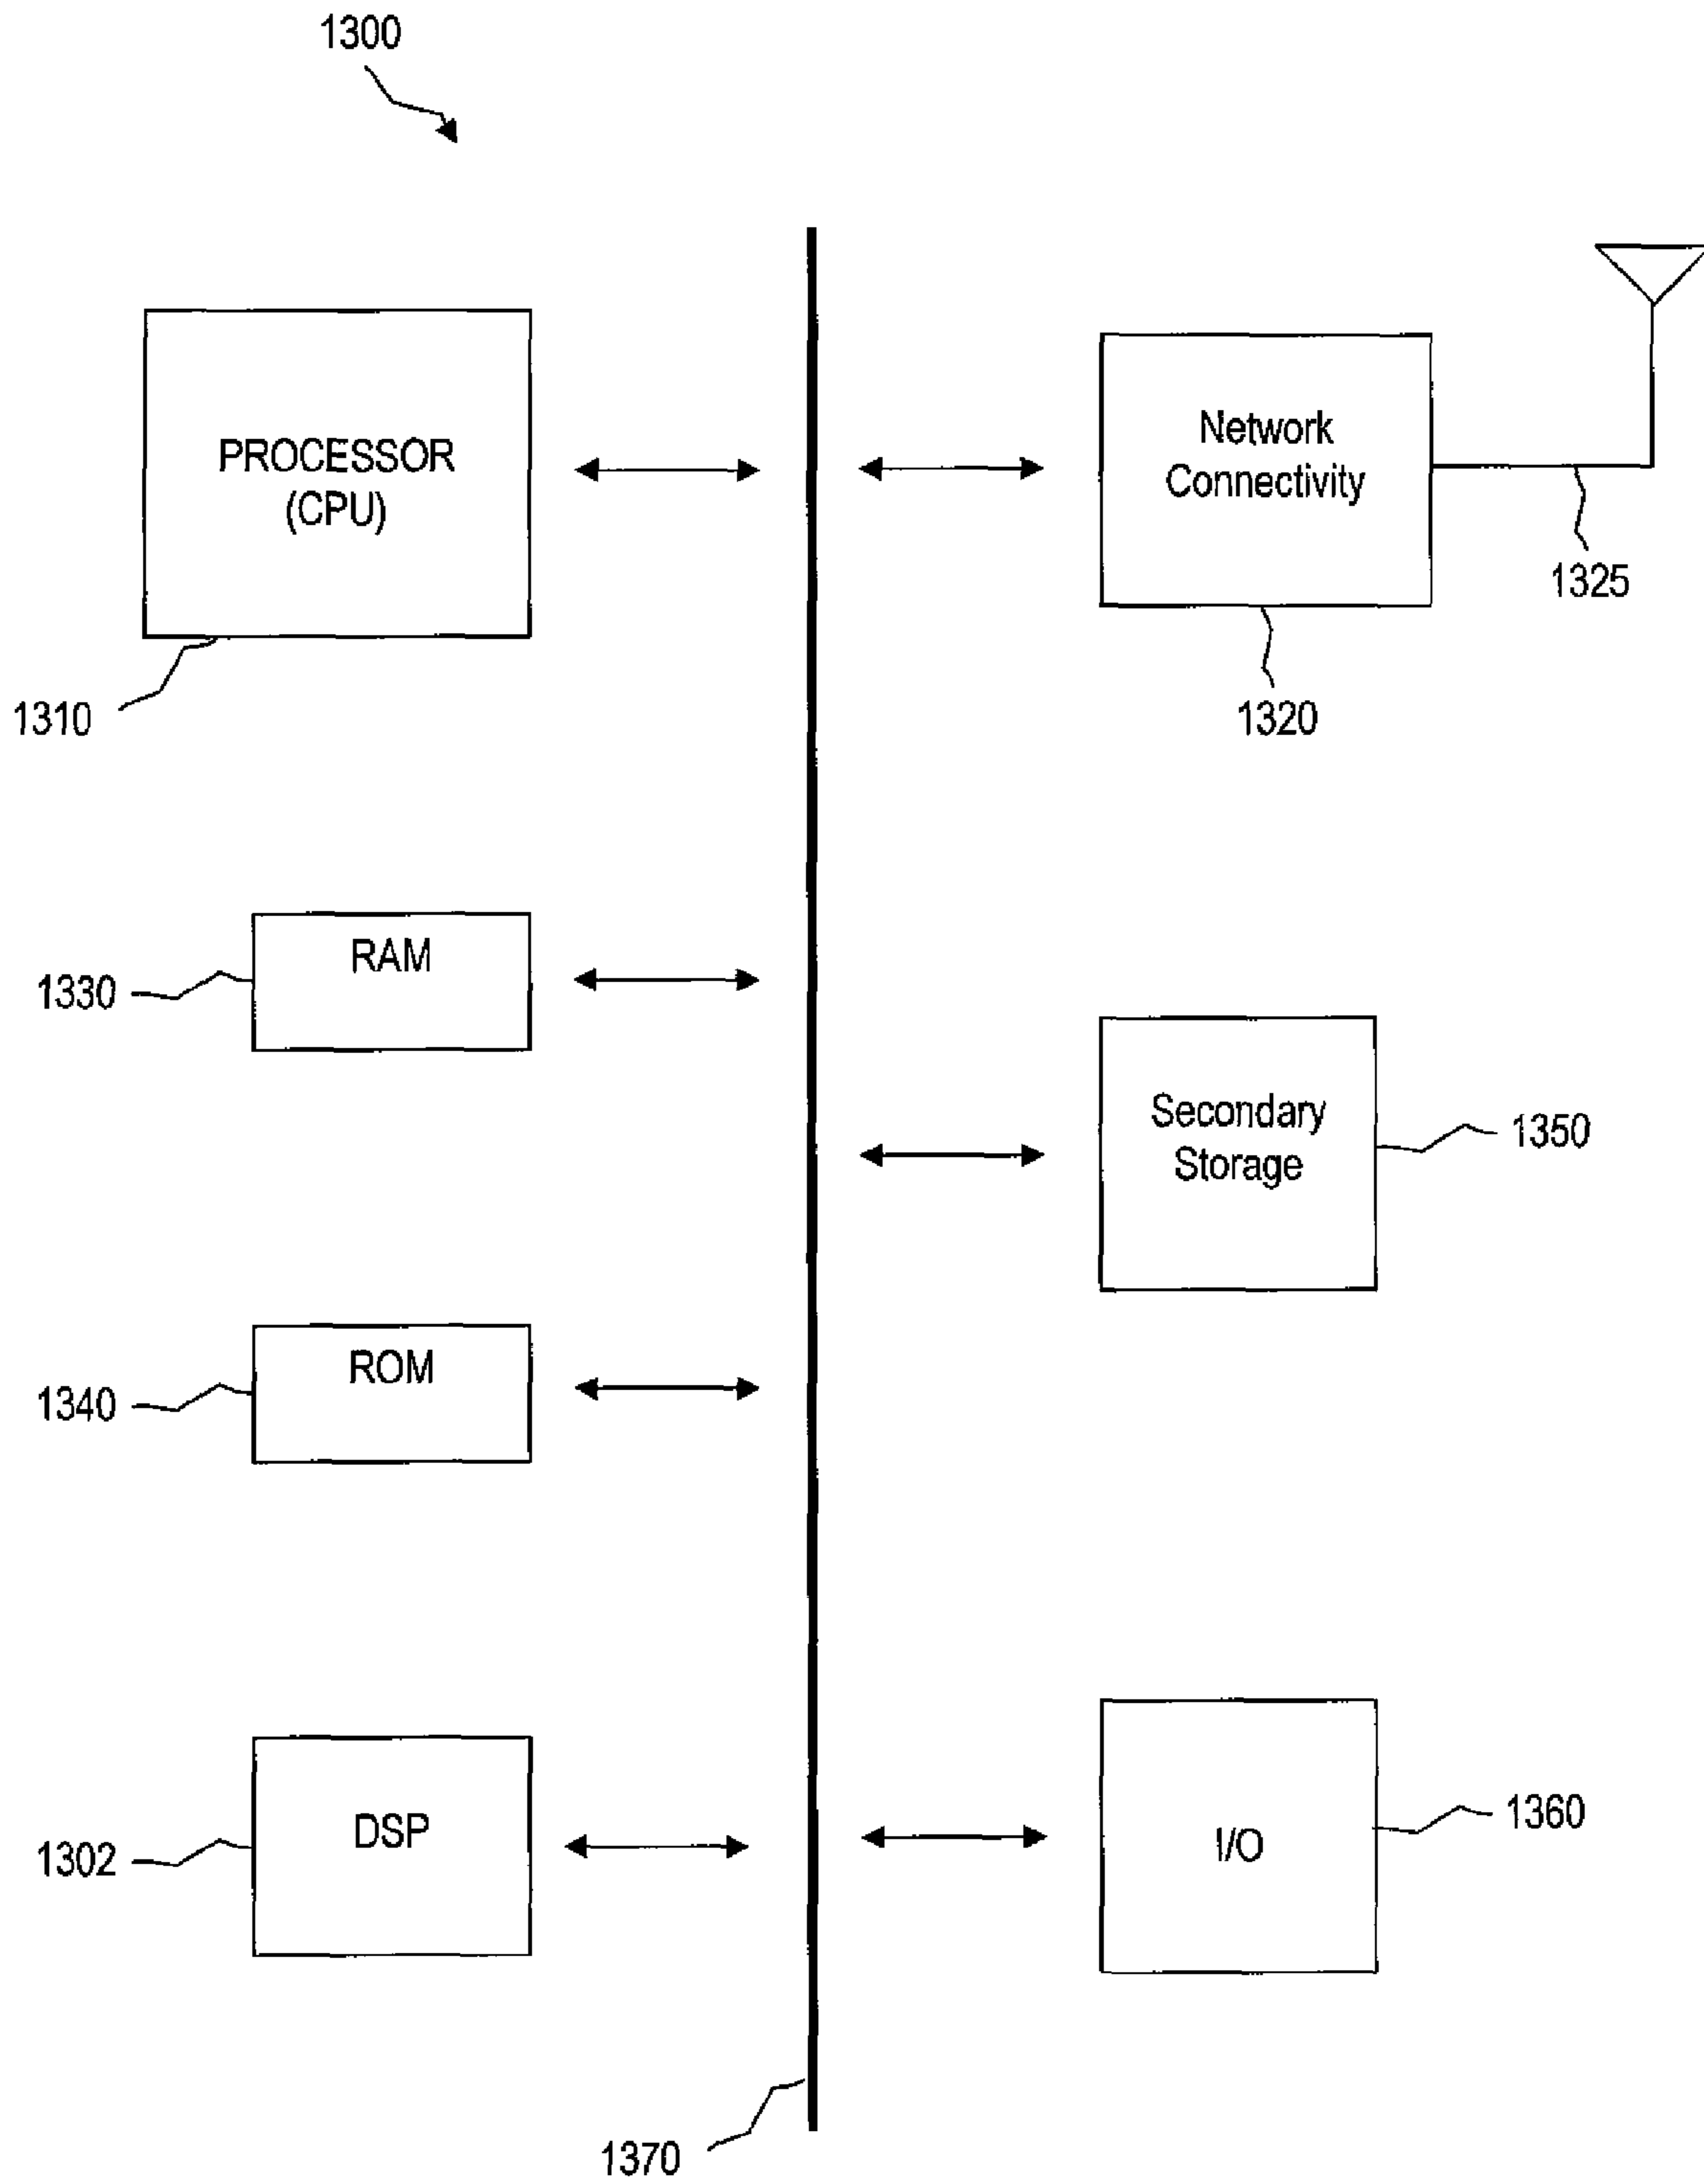 1300
PROCESSOR
(CPU)
1310
Network
Connectivity
1325
1320
RAM
1330
Secondary
Storage
1350
ROM
1340
DSP
1302
I/O
1360
1370